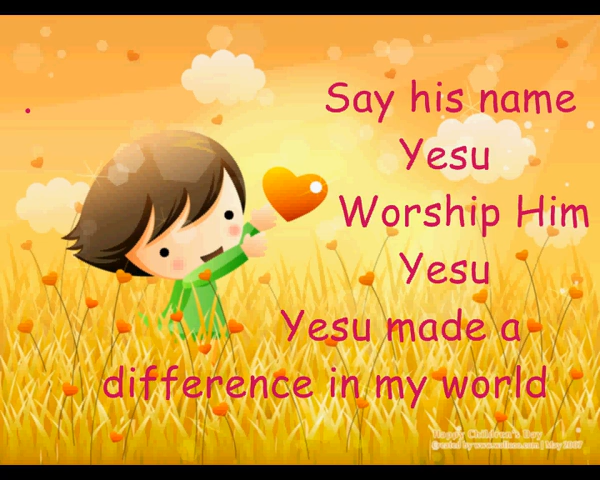 Say his name
Yesu
Worship Him
Yesu
Yesu made a
difference in my world
Happy Children's Day